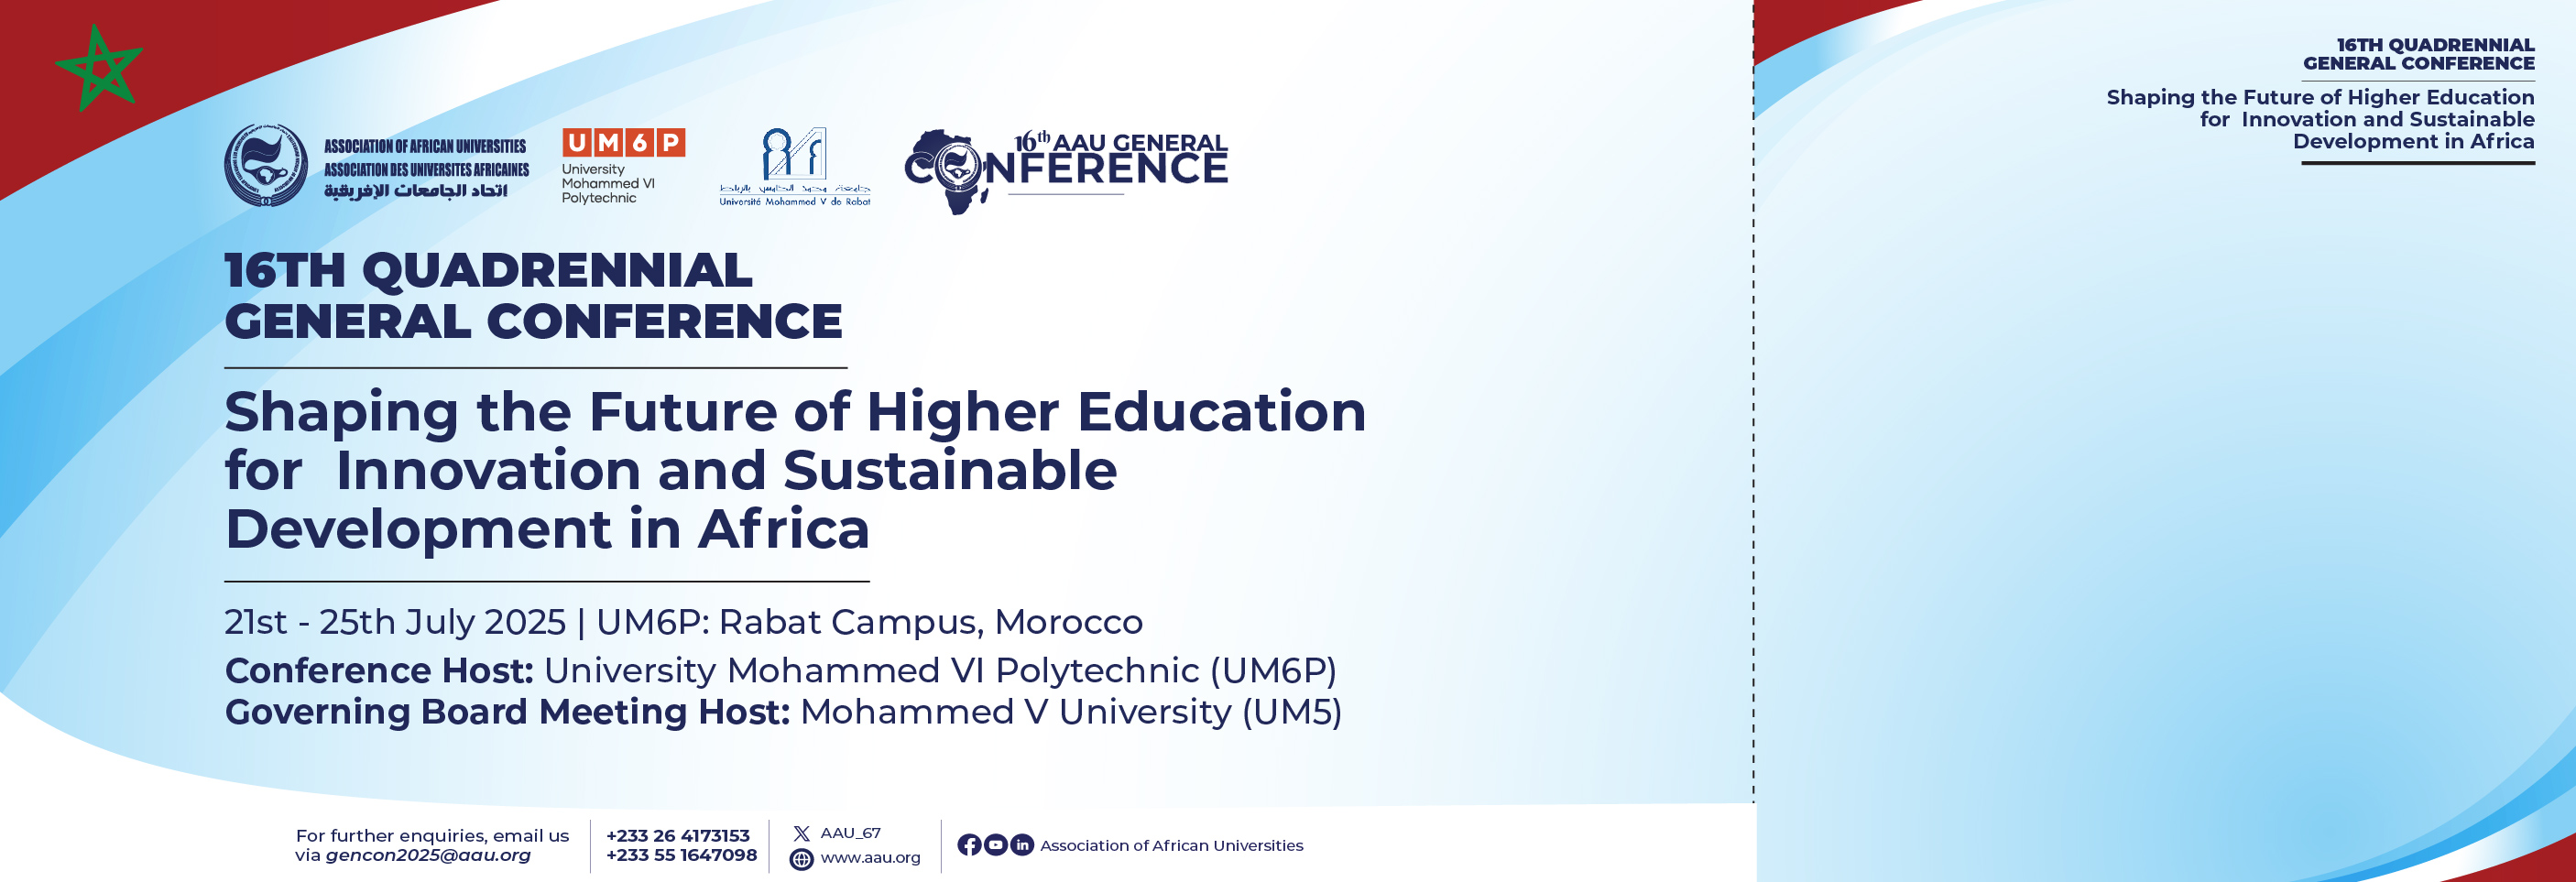 ASSOCIATION OF AFRICAN UNIVERSITIES
ASSOCIATION DES UNIVERSITES AFRICAINES
اتحاد الجامعات الإفريقية
UM6P
University
Mohammed VI
Polytechnic
جامعة محمد الخامس بالرباط
Université Mohammed V de Rabat
16th AAU GENERAL
CONFERENCE
16TH QUADRENNIAL
GENERAL CONFERENCE
Shaping the Future of Higher Education
for Innovation and Sustainable
Development in Africa
21st - 25th July 2025 | UM6P: Rabat Campus, Morocco
Conference Host: University Mohammed VI Polytechnic (UM6P)
Governing Board Meeting Host: Mohammed V University (UM5)
For further enquiries, email us
via gencon2025@aau.org
+233 26 4173153
+233 55 1647098
AAU_67
www.aau.org
Association of African Universities
16TH QUADRENNIAL
GENERAL CONFERENCE
Shaping the Future of Higher Education
for Innovation and Sustainable
Development in Africa